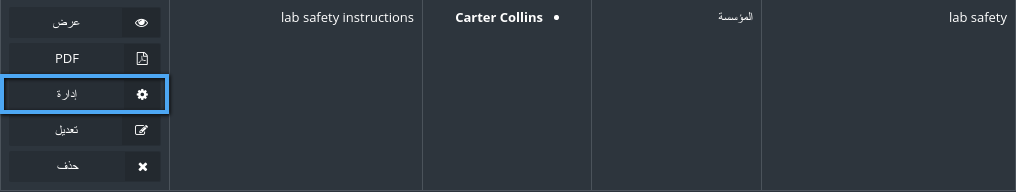 lab safety
المؤسسة
Carter Collins
lab safety instructions
عرض
PDF
إدارة
تعديل
حذف